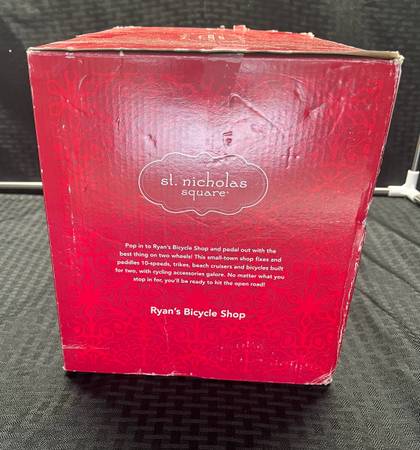 st. nicholas
square®
Pop in to Ryan's Bicycle Shop and pedal out with the
best thing on two wheels! This small-town shop fixes and
peddles 10-speeds, trikes, beach cruisers and bicycles built
for two, with cycling accessories galore. No matter what you
stop in for, you'll be ready to hit the open road!
Ryan's Bicycle Shop